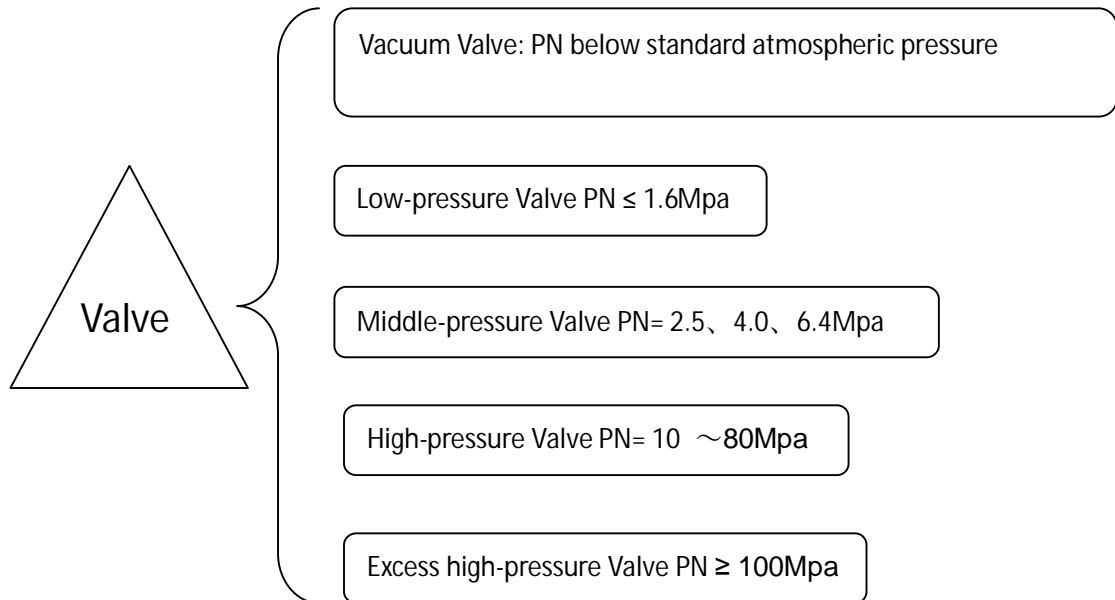 Vacuum Valve: PN below standard atmospheric pressure
Low-pressure Valve PN ≤ 1.6Mpa
Valve
Middle-pressure Valve PN= 2.5、4.0、6.4Mpa
High-pressure Valve PN= 10 ～80Mpa
Excess high-pressure Valve PN ≥ 100Mpa